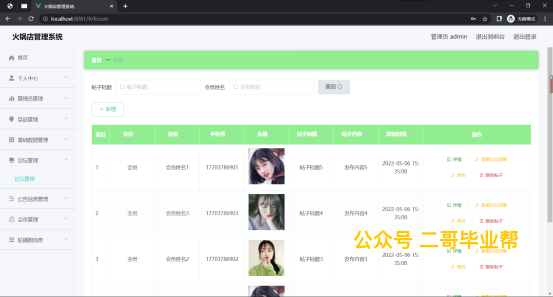 火锅店管理系统
localhost:8081/#/forum
无痕模式
火锅店管理系统
管理员 admin 退出到前台 退出登录
首页
个人中心
管理员管理
菜品管理
基础数据管理
论坛管理
论坛管理
公告信息管理
会员管理
轮播图信息
首页
帖子标题 帖子标题 会员姓名 会员姓名 查询
+ 新增
身份 姓名 手机号 头像 帖子标题 帖子内容 发帖时间 操作
1 会员 会员姓名1 17703786901 帖子标题5 发布内容5 2022-05-06 15:35:08 详情 查看论坛回复 修改 删除帖子
2 会员 会员姓名3 17703786903 帖子标题4 发布内容4 2022-05-06 15:35:08 详情 查看论坛回复 修改 删除帖子
3 会员 会员姓名2 17703786902 帖子标题3 发布内容3 2022-05-06 15:35:08 详情 修改 删除帖子
公众号 二哥毕业帮